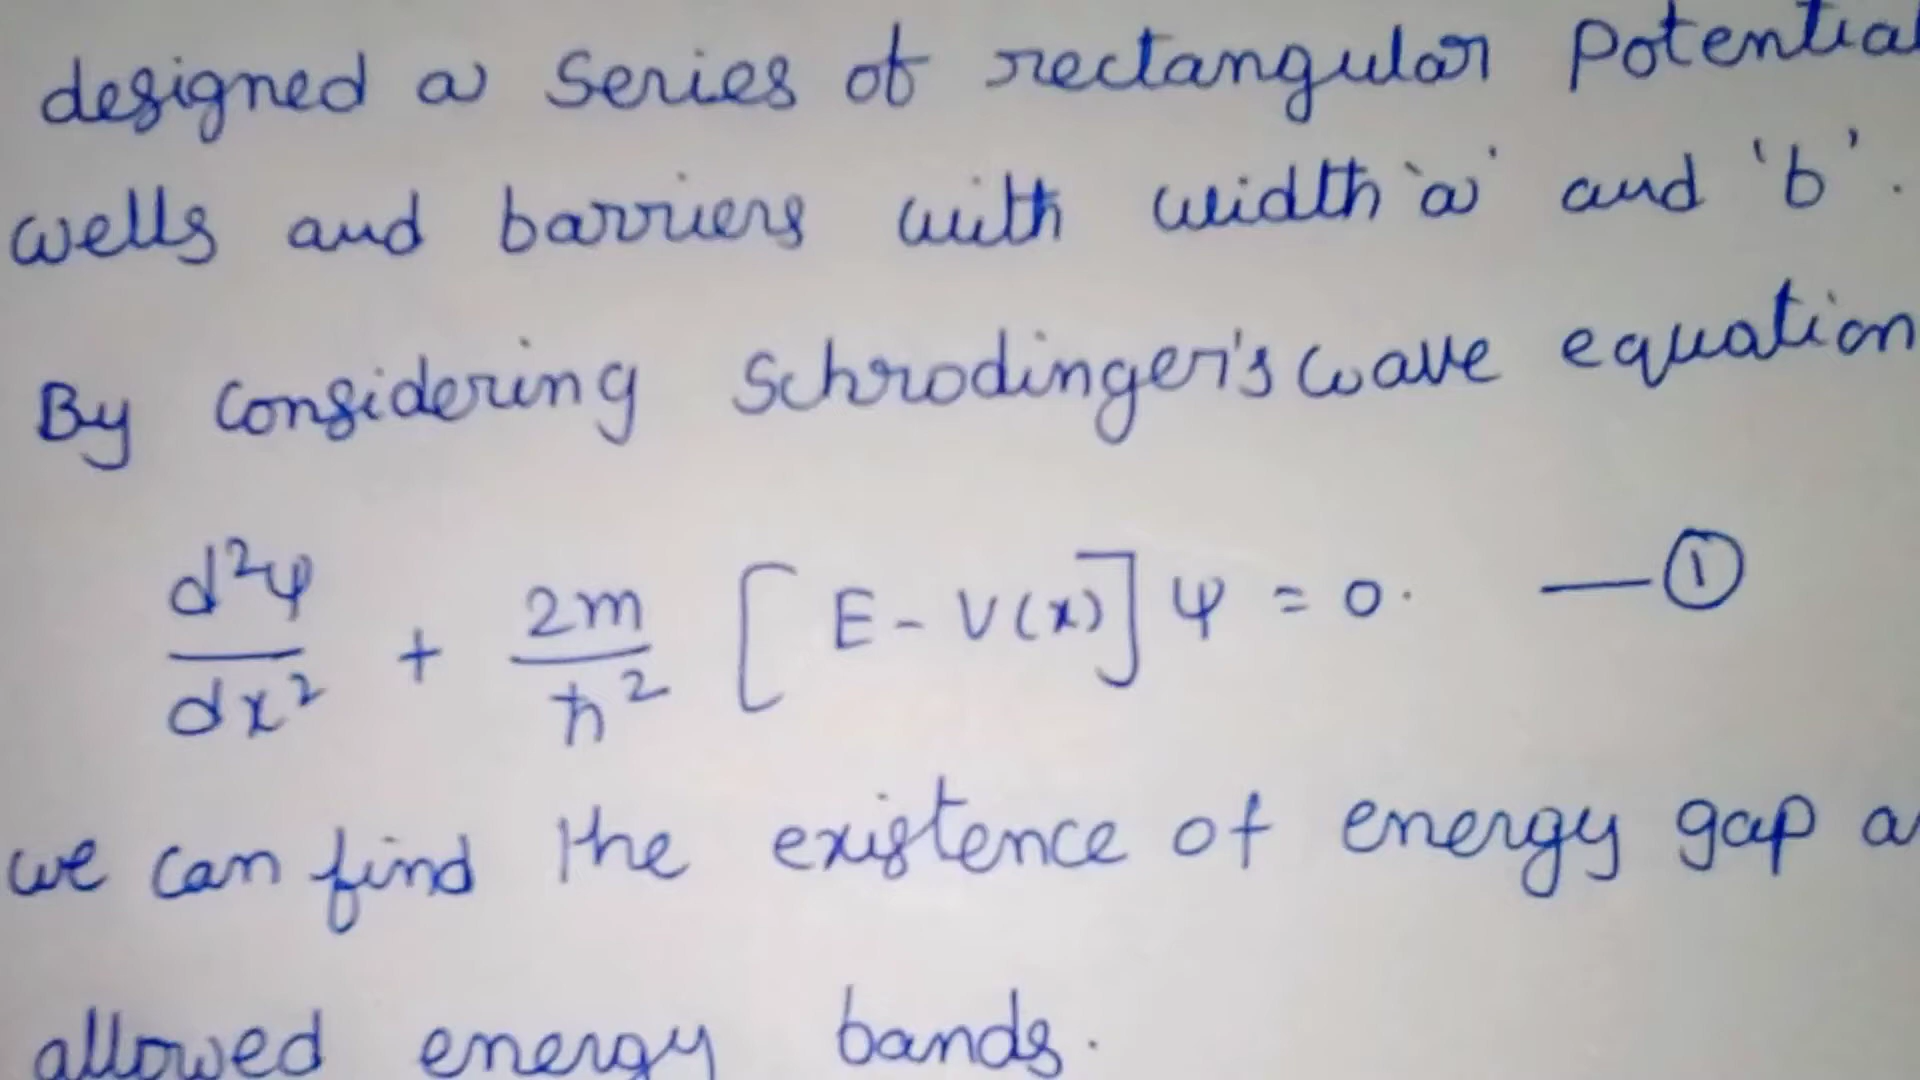 designed a series of rectangular potential
wells and barriers with width 'a' and 'b'.
By considering Schrodinger's wave equation
d²ψ/dx² + 2m/ħ² [E - V(x)] ψ = 0. — ①
we can find the existence of energy gap a
allowed energy bands.